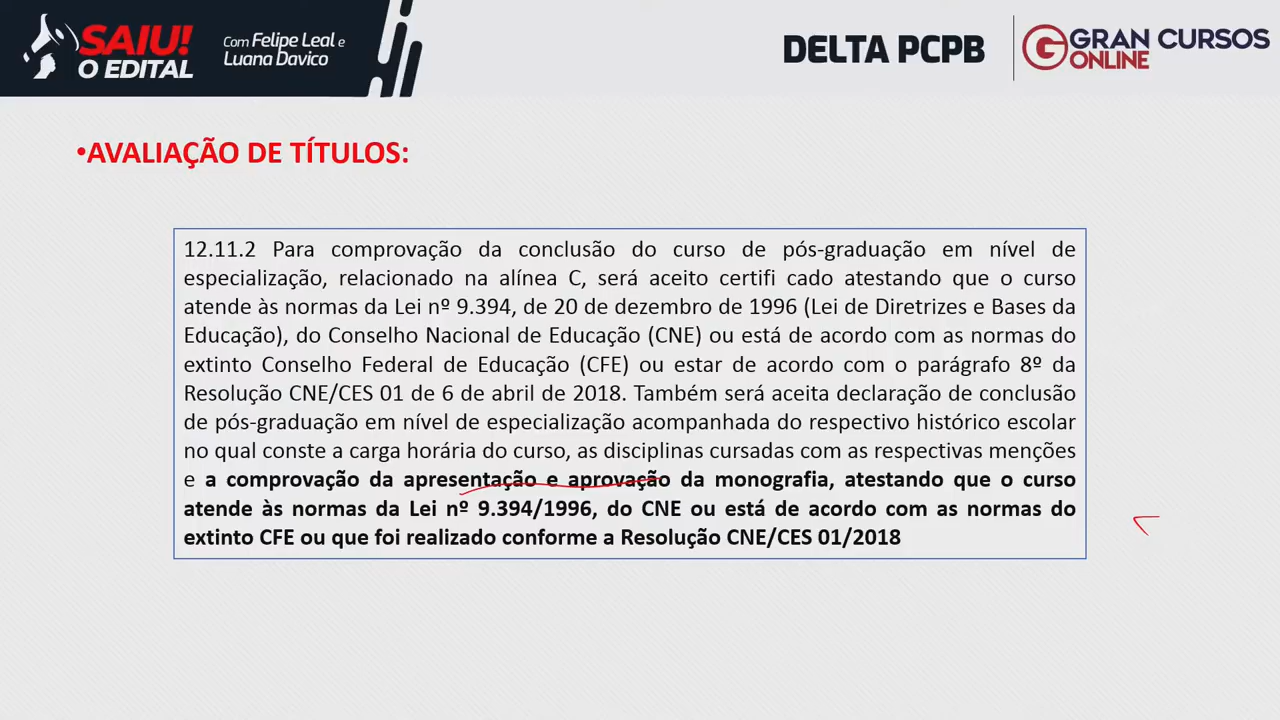 SAIU!
O EDITAL
Com Felipe Leal e
Luana Davico
DELTA PCPB
GRAN CURSOS
ONLINE
•AVALIAÇÃO DE TÍTULOS:
12.11.2 Para comprovação da conclusão do curso de pós-graduação em nível de
especialização, relacionado na alínea C, será aceito certifi cado atestando que o curso
atende às normas da Lei nº 9.394, de 20 de dezembro de 1996 (Lei de Diretrizes e Bases da
Educação), do Conselho Nacional de Educação (CNE) ou está de acordo com as normas do
extinto Conselho Federal de Educação (CFE) ou estar de acordo com o parágrafo 8º da
Resolução CNE/CES 01 de 6 de abril de 2018. Também será aceita declaração de conclusão
de pós-graduação em nível de especialização acompanhada do respectivo histórico escolar
no qual conste a carga horária do curso, as disciplinas cursadas com as respectivas menções
e a comprovação da apresentação e aprovação da monografia, atestando que o curso
atende às normas da Lei nº 9.394/1996, do CNE ou está de acordo com as normas do
extinto CFE ou que foi realizado conforme a Resolução CNE/CES 01/2018